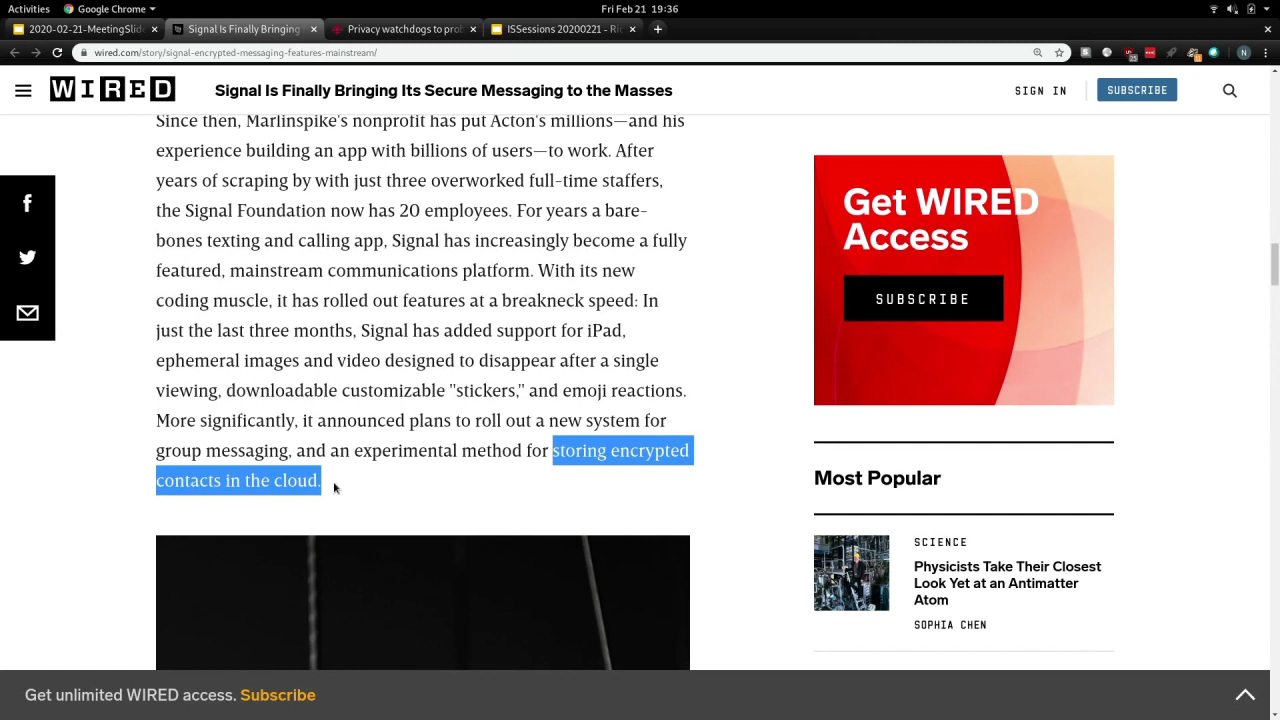 Activities
Google Chrome
Fri Feb 21 19:36
2020-02-21-MeetingSlid
Signal Is Finally Bringing
Privacy watchdogs to prob
ISSessions 20200221 - Ri
wired.com/story/signal-encrypted-messaging-features-mainstream/
WIRED
Signal Is Finally Bringing Its Secure Messaging to the Masses
SIGN IN
SUBSCRIBE
Since then, Marlinspike's nonprofit has put Acton's millions—and his
experience building an app with billions of users—to work. After
years of scraping by with just three overworked full-time staffers,
the Signal Foundation now has 20 employees. For years a bare-
bones texting and calling app, Signal has increasingly become a fully
featured, mainstream communications platform. With its new
coding muscle, it has rolled out features at a breakneck speed: In
just the last three months, Signal has added support for iPad,
ephemeral images and video designed to disappear after a single
viewing, downloadable customizable "stickers," and emoji reactions.
More significantly, it announced plans to roll out a new system for
group messaging, and an experimental method for storing encrypted
contacts in the cloud.
Get WIRED
Access
SUBSCRIBE
Most Popular
SCIENCE
Physicists Take Their Closest
Look Yet at an Antimatter
Atom
SOPHIA CHEN
Get unlimited WIRED access. Subscribe